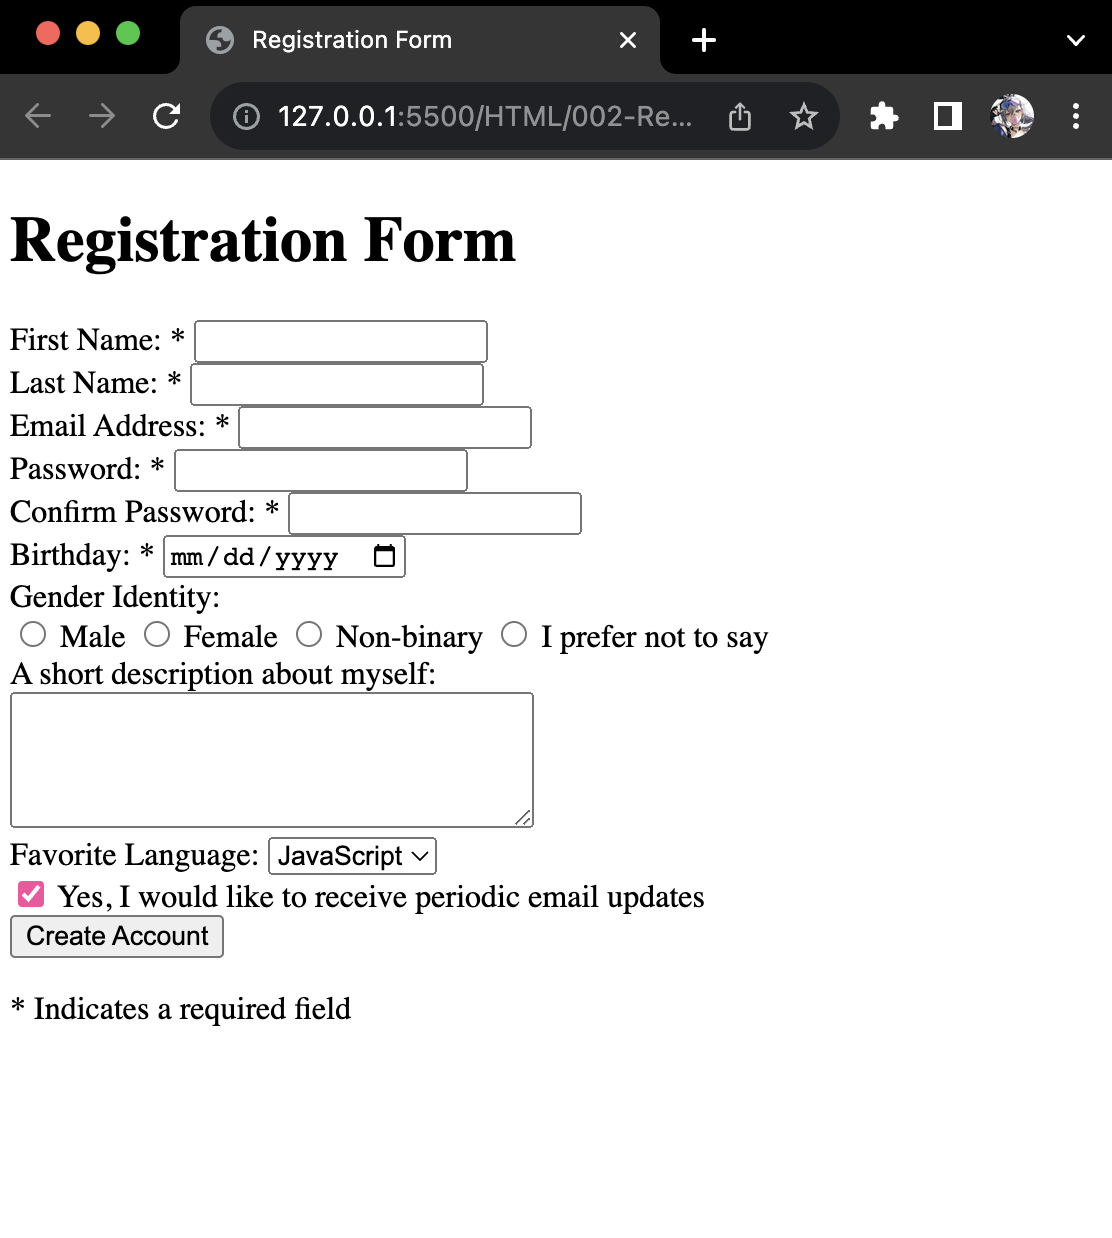 Registration Form
127.0.0.1:5500/HTML/002-Re...
Registration Form
First Name: *
Last Name: *
Email Address: *
Password: *
Confirm Password: *
Birthday: * mm/dd/yyyy
Gender Identity:
Male Female Non-binary I prefer not to say
A short description about myself:
Favorite Language: JavaScript
Yes, I would like to receive periodic email updates
Create Account
* Indicates a required field